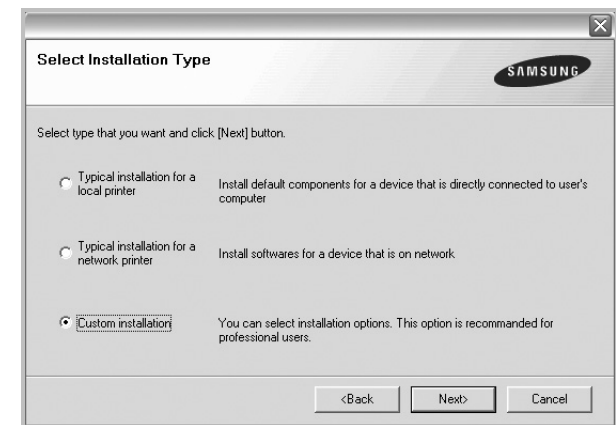 Select Installation Type
SAMSUNG
Select type that you want and click [Next] button.
Typical installation for a
local printer
Install default components for a device that is directly connected to user's
computer
Typical installation for a
network printer
Install softwares for a device that is on network
Custom installation
You can select installation options. This option is recommanded for
professional users.
<Back
Next>
Cancel